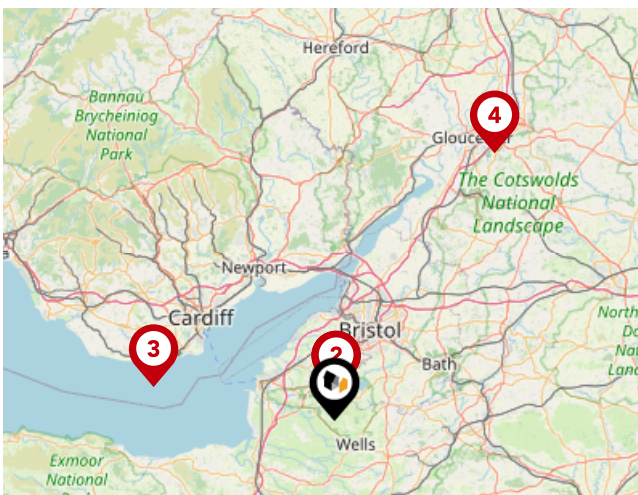 Hereford
Bannau
Brycheiniog
National
Park
4
The Cotswolds
National
Landscape
Newport
Cardiff
Bristol
3
2
Bath
North
Wells
Exmoor
National